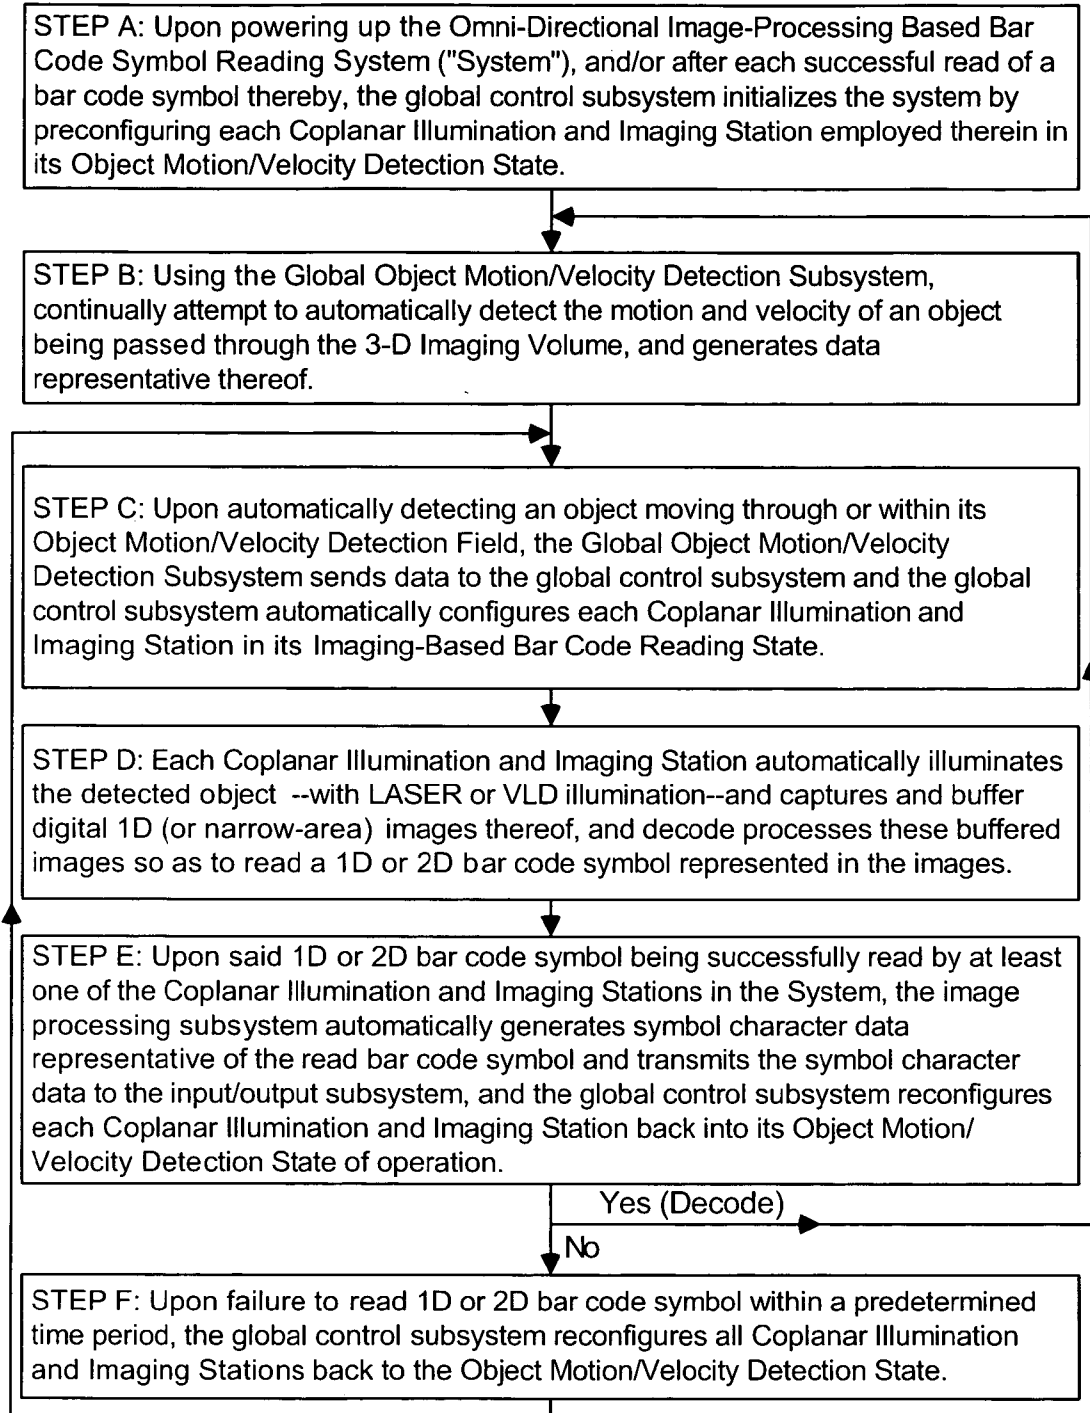 STEP A: Upon powering up the Omni-Directional Image-Processing Based Bar
Code Symbol Reading System ("System"), and/or after each successful read of a
bar code symbol thereby, the global control subsystem initializes the system by
preconfiguring each Coplanar Illumination and Imaging Station employed therein in
its Object Motion/Velocity Detection State.
STEP B: Using the Global Object Motion/Velocity Detection Subsystem,
continually attempt to automatically detect the motion and velocity of an object
being passed through the 3-D Imaging Volume, and generates data
representative thereof.
STEP C: Upon automatically detecting an object moving through or within its
Object Motion/Velocity Detection Field, the Global Object Motion/Velocity
Detection Subsystem sends data to the global control subsystem and the global
control subsystem automatically configures each Coplanar Illumination and
Imaging Station in its Imaging-Based Bar Code Reading State.
STEP D: Each Coplanar Illumination and Imaging Station automatically illuminates
the detected object --with LASER or VLD illumination--and captures and buffer
digital 1D (or narrow-area) images thereof, and decode processes these buffered
images so as to read a 1D or 2D bar code symbol represented in the images.
STEP E: Upon said 1D or 2D bar code symbol being successfully read by at least
one of the Coplanar Illumination and Imaging Stations in the System, the image
processing subsystem automatically generates symbol character data
representative of the read bar code symbol and transmits the symbol character
data to the input/output subsystem, and the global control subsystem reconfigures
each Coplanar Illumination and Imaging Station back into its Object Motion/
Velocity Detection State of operation.
Yes (Decode)
No
STEP F: Upon failure to read 1D or 2D bar code symbol within a predetermined
time period, the global control subsystem reconfigures all Coplanar Illumination
and Imaging Stations back to the Object Motion/Velocity Detection State.